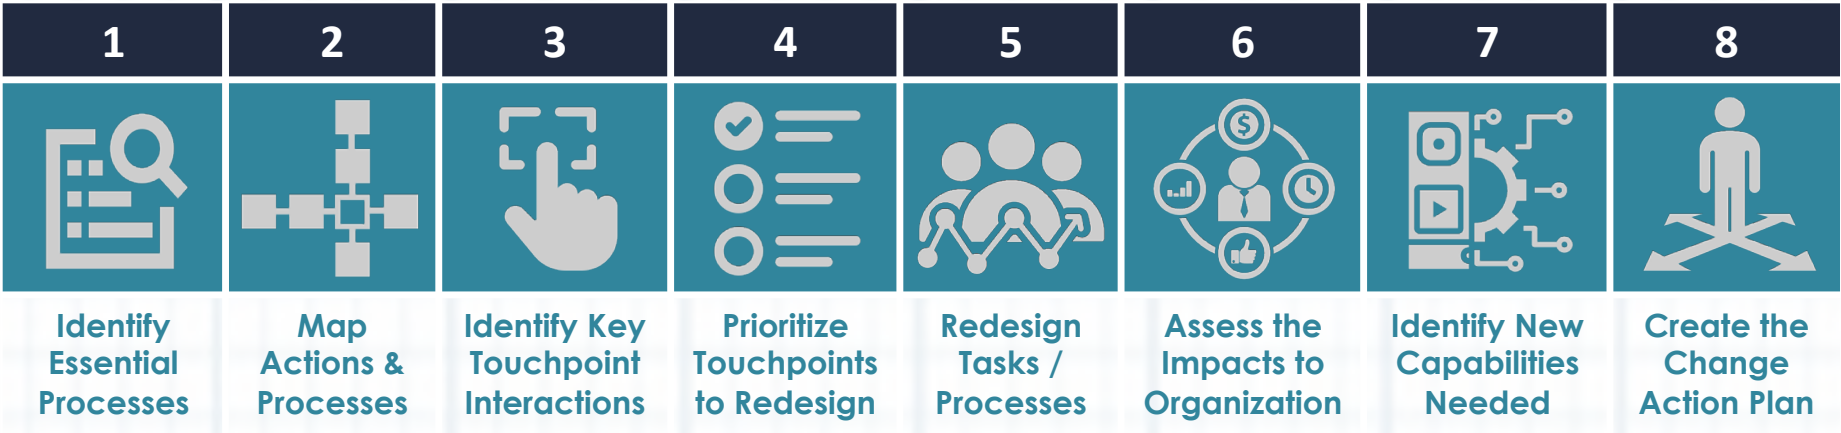 1
2
3
4
5
6
7
8
Identify
Essential
Processes
Map
Actions &
Processes
Identify Key
Touchpoint
Interactions
Prioritize
Touchpoints
to Redesign
Redesign
Tasks /
Processes
Assess the
Impacts to
Organization
Identify New
Capabilities
Needed
Create the
Change
Action Plan